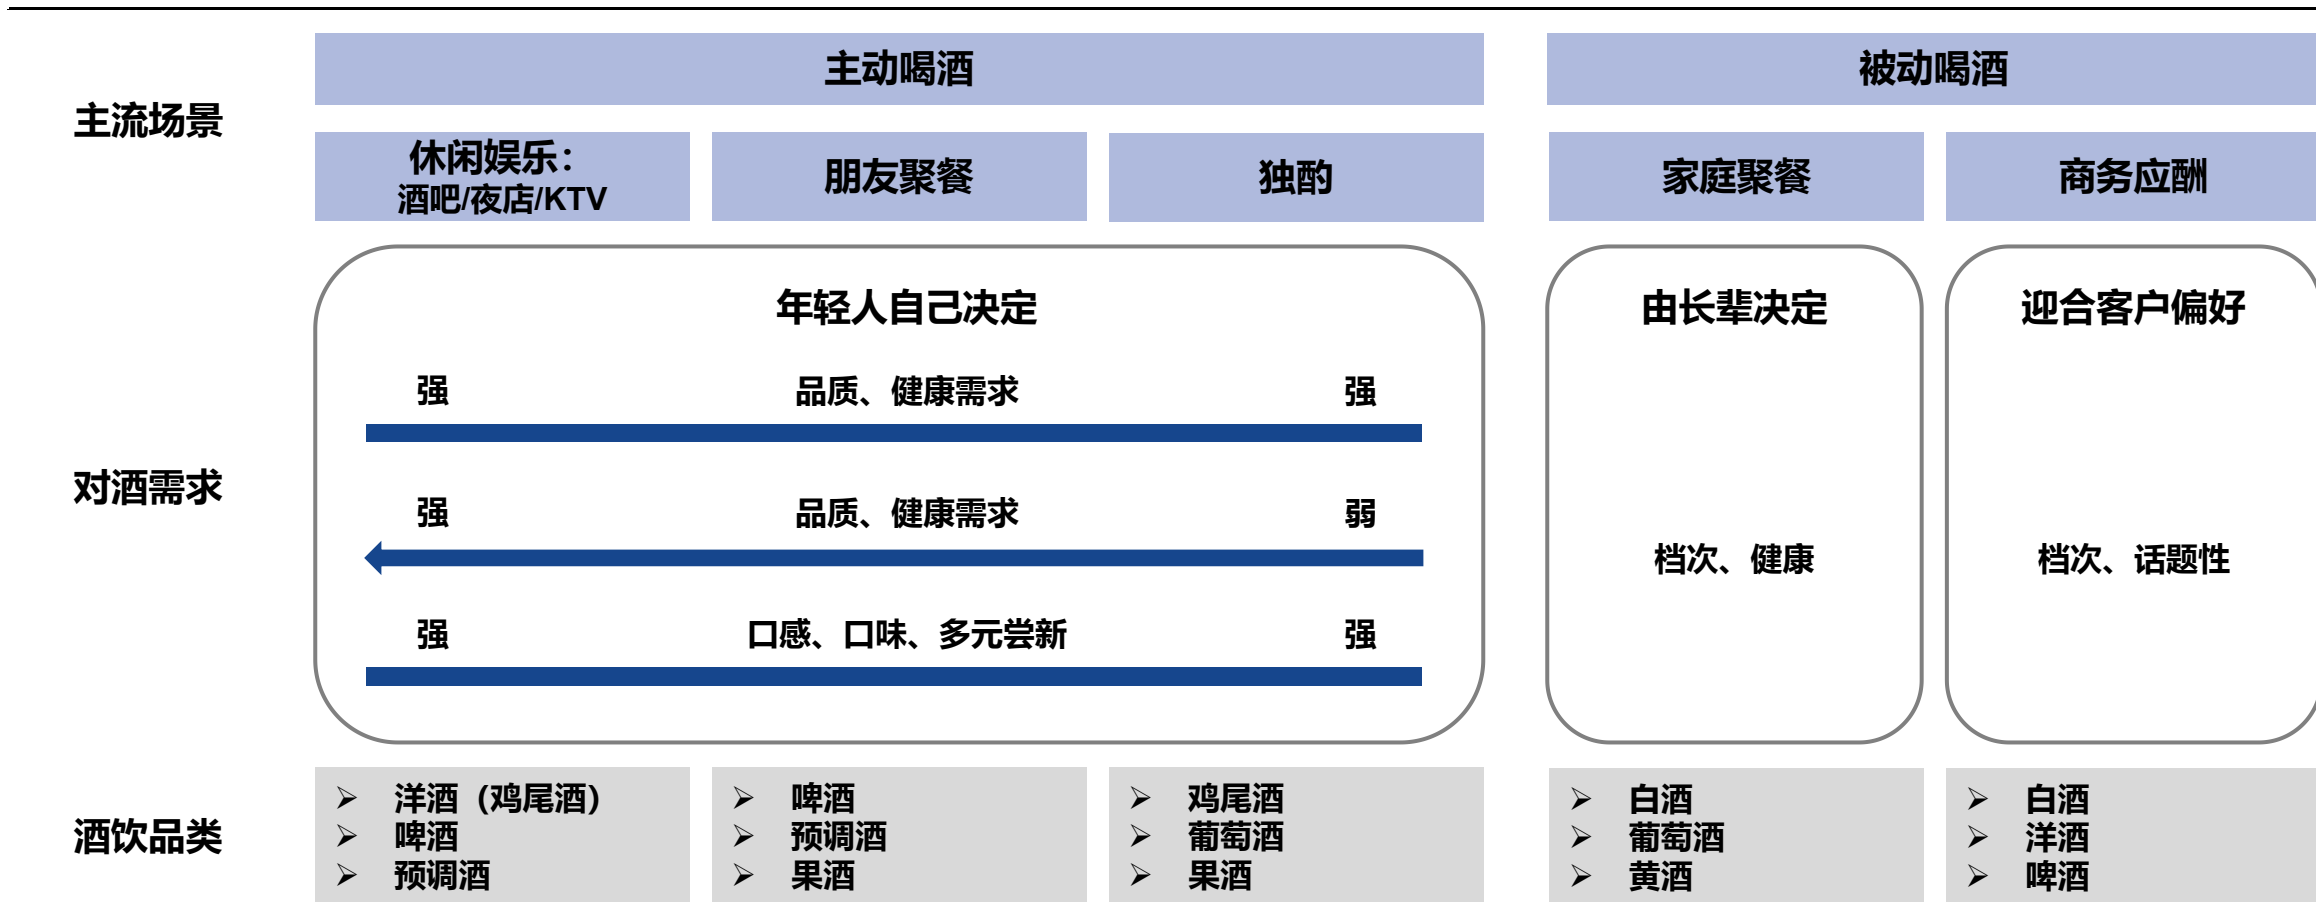 主动喝酒
被动喝酒
主流场景
休闲娱乐：
酒吧/夜店/KTV
朋友聚餐
独酌
家庭聚餐
商务应酬
年轻人自己决定
由长辈决定
迎合客户偏好
强 品质、健康需求 强
对酒需求
强 品质、健康需求 弱
档次、健康
档次、话题性
强 口感、口味、多元尝新 强
酒饮品类
➢ 洋酒（鸡尾酒）
➢ 啤酒
➢ 预调酒
➢ 啤酒
➢ 预调酒
➢ 果酒
➢ 鸡尾酒
➢ 葡萄酒
➢ 果酒
➢ 白酒
➢ 葡萄酒
➢ 黄酒
➢ 白酒
➢ 洋酒
➢ 啤酒